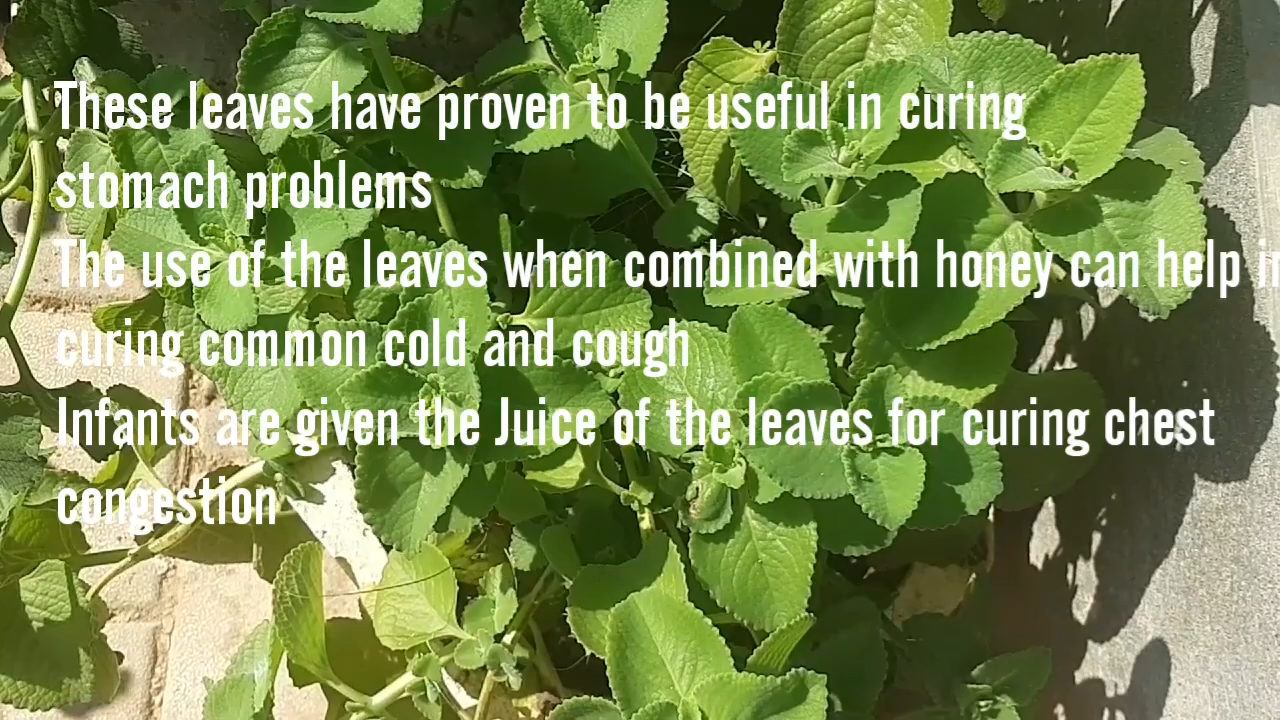 These leaves have proven to be useful in curing
stomach problems
The use of the leaves when combined with honey can help in
curing common cold and cough
Infants are given the Juice of the leaves for curing chest
congestion